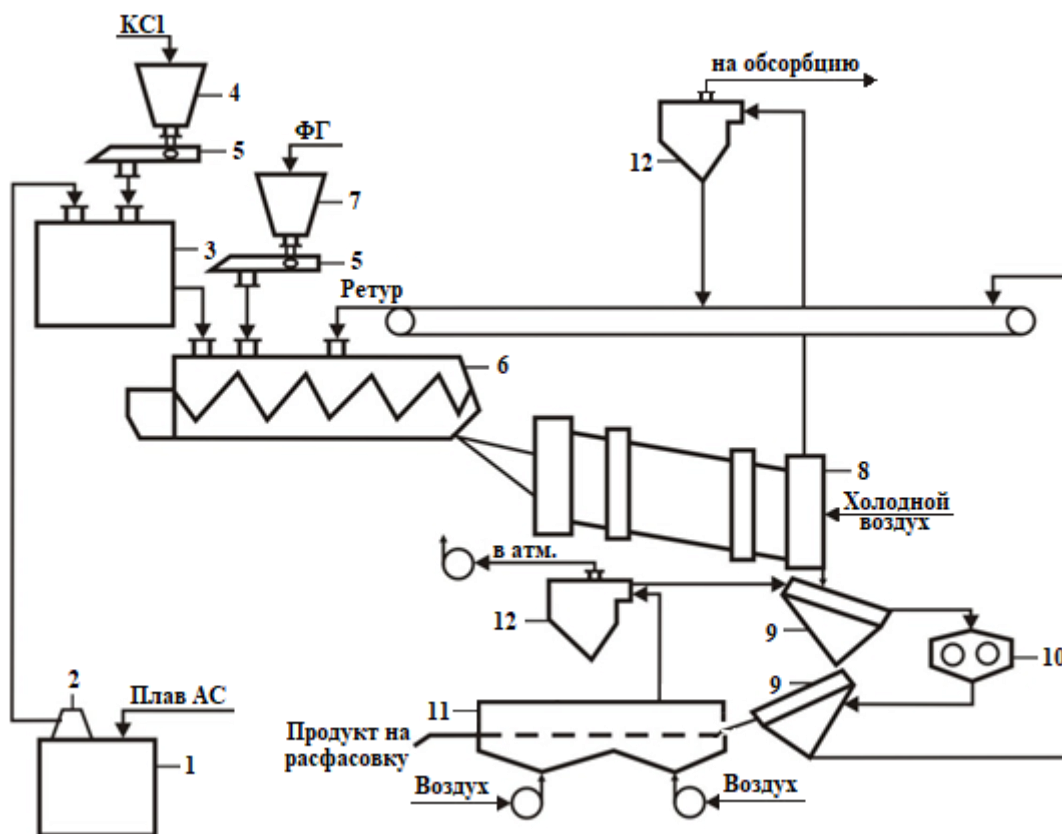 KCl
4
на обсорбцию
5
ФГ
12
7
3
5
Ретур
6
8
Холодной
воздух
в атм.
12
9
10
2
9
Плав АС
11
Продукт на
расфасовку
1
Воздух
Воздух